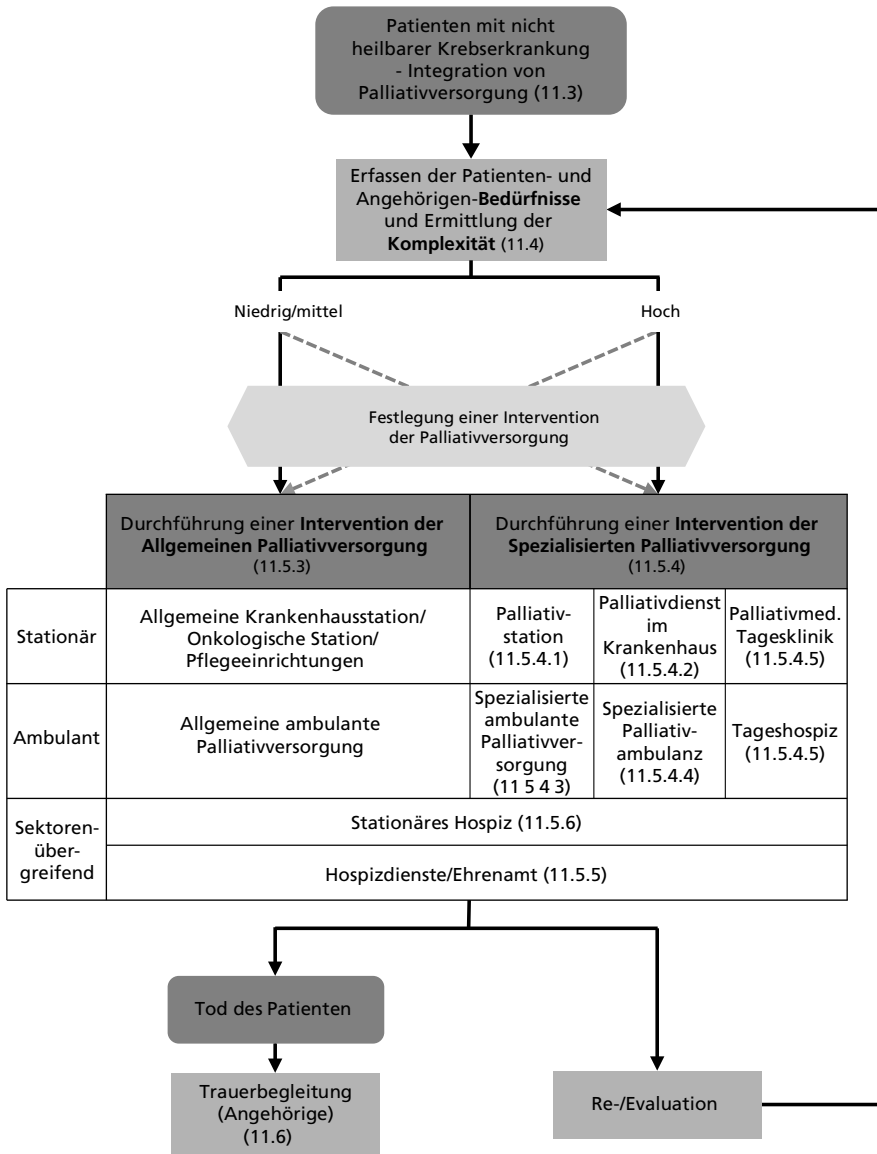 Patienten mit nicht
heilbarer Krebserkrankung
- Integration von
Palliativversorgung (11.3)
Erfassen der Patienten- und
Angehörigen-Bedürfnisse
und Ermittlung der
Komplexität (11.4)
Niedrig/mittel
Hoch
Festlegung einer Intervention
der Palliativversorgung
Durchführung einer Intervention der
Allgemeinen Palliativversorgung
(11.5.3)
Durchführung einer Intervention der
Spezialisierten Palliativversorgung
(11.5.4)
Stationär
Allgemeine Krankenhausstation/
Onkologische Station/
Pflegeeinrichtungen
Palliativ-
station
(11.5.4.1)
Palliativdienst
im
Krankenhaus
(11.5.4.2)
Palliativmed.
Tagesklinik
(11.5.4.5)
Ambulant
Allgemeine ambulante
Palliativversorgung
Spezialisierte
ambulante
Palliativver-
sorgung
(11 5 4 3)
Spezialisierte
Palliativ-
ambulanz
(11.5.4.4)
Tageshospiz
(11.5.4.5)
Sektoren-
über-
greifend
Stationäres Hospiz (11.5.6)
Hospizdienste/Ehrenamt (11.5.5)
Tod des Patienten
Trauerbegleitung
(Angehörige)
(11.6)
Re-/Evaluation